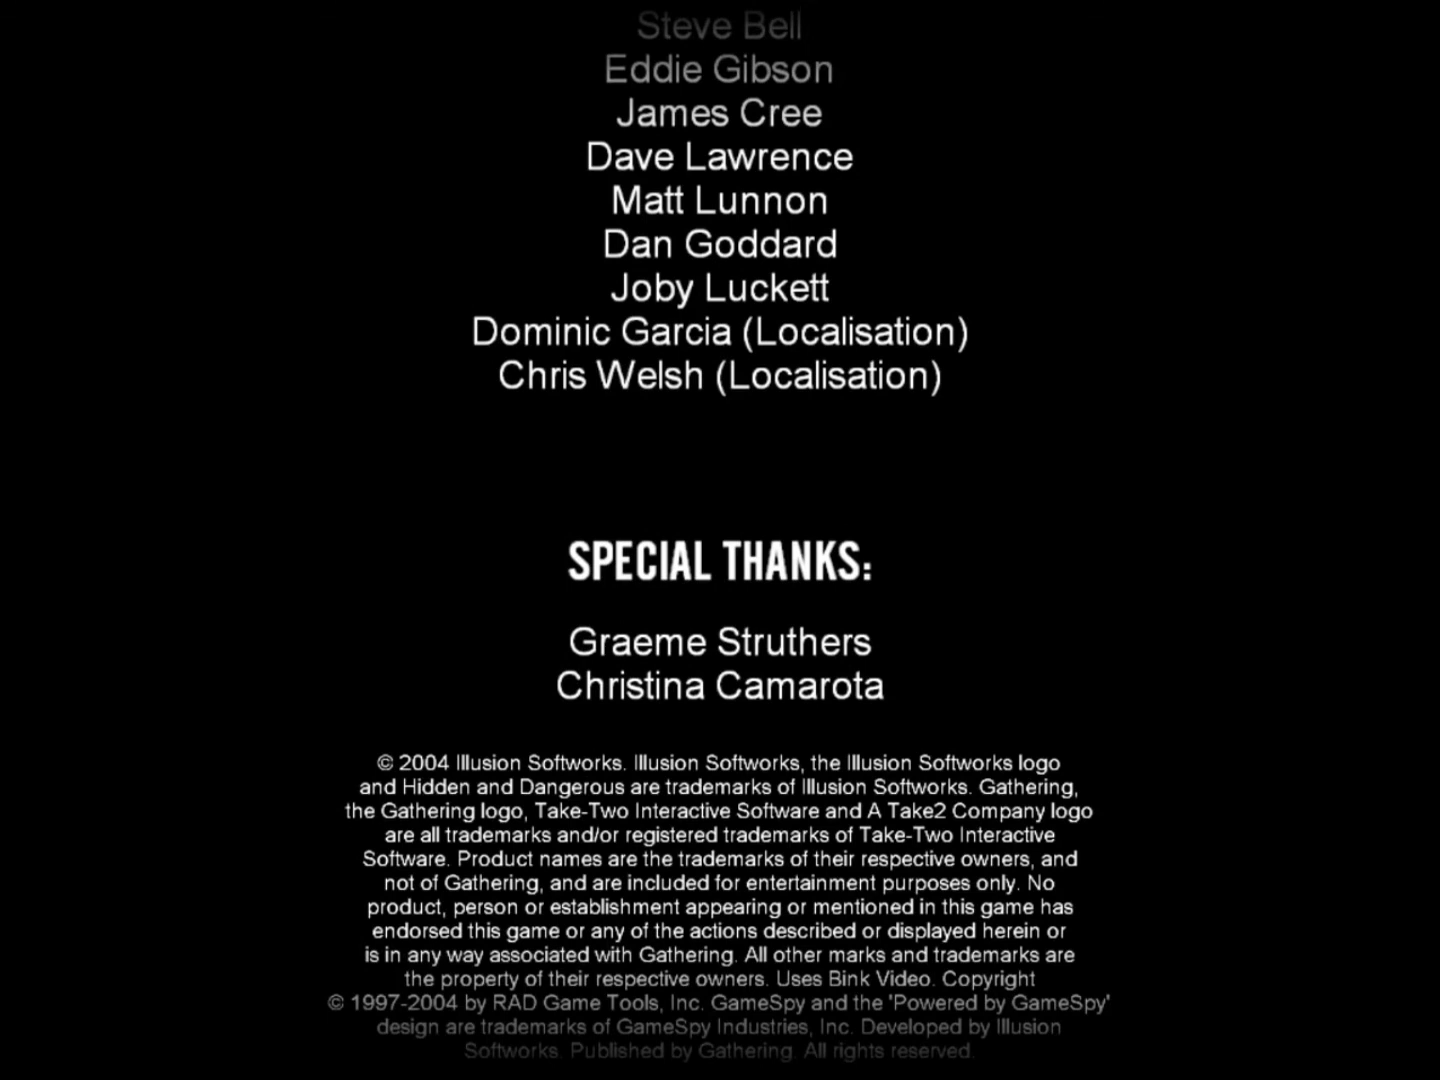 Steve Bell
Eddie Gibson
James Cree
Dave Lawrence
Matt Lunnon
Dan Goddard
Joby Luckett
Dominic Garcia (Localisation)
Chris Welsh (Localisation)
SPECIAL THANKS:
Graeme Struthers
Christina Camarota
© 2004 Illusion Softworks. Illusion Softworks, the Illusion Softworks logo
and Hidden and Dangerous are trademarks of Illusion Softworks. Gathering,
the Gathering logo, Take-Two Interactive Software and A Take2 Company logo
are all trademarks and/or registered trademarks of Take-Two Interactive
Software. Product names are the trademarks of their respective owners, and
not of Gathering, and are included for entertainment purposes only. No
product, person or establishment appearing or mentioned in this game has
endorsed this game or any of the actions described or displayed herein or
is in any way associated with Gathering. All other marks and trademarks are
the property of their respective owners. Uses Bink Video. Copyright
© 1997-2004 by RAD Game Tools, Inc. GameSpy and the 'Powered by GameSpy'
design are trademarks of GameSpy Industries, Inc. Developed by Illusion
Softworks. Published by Gathering. All rights reserved.